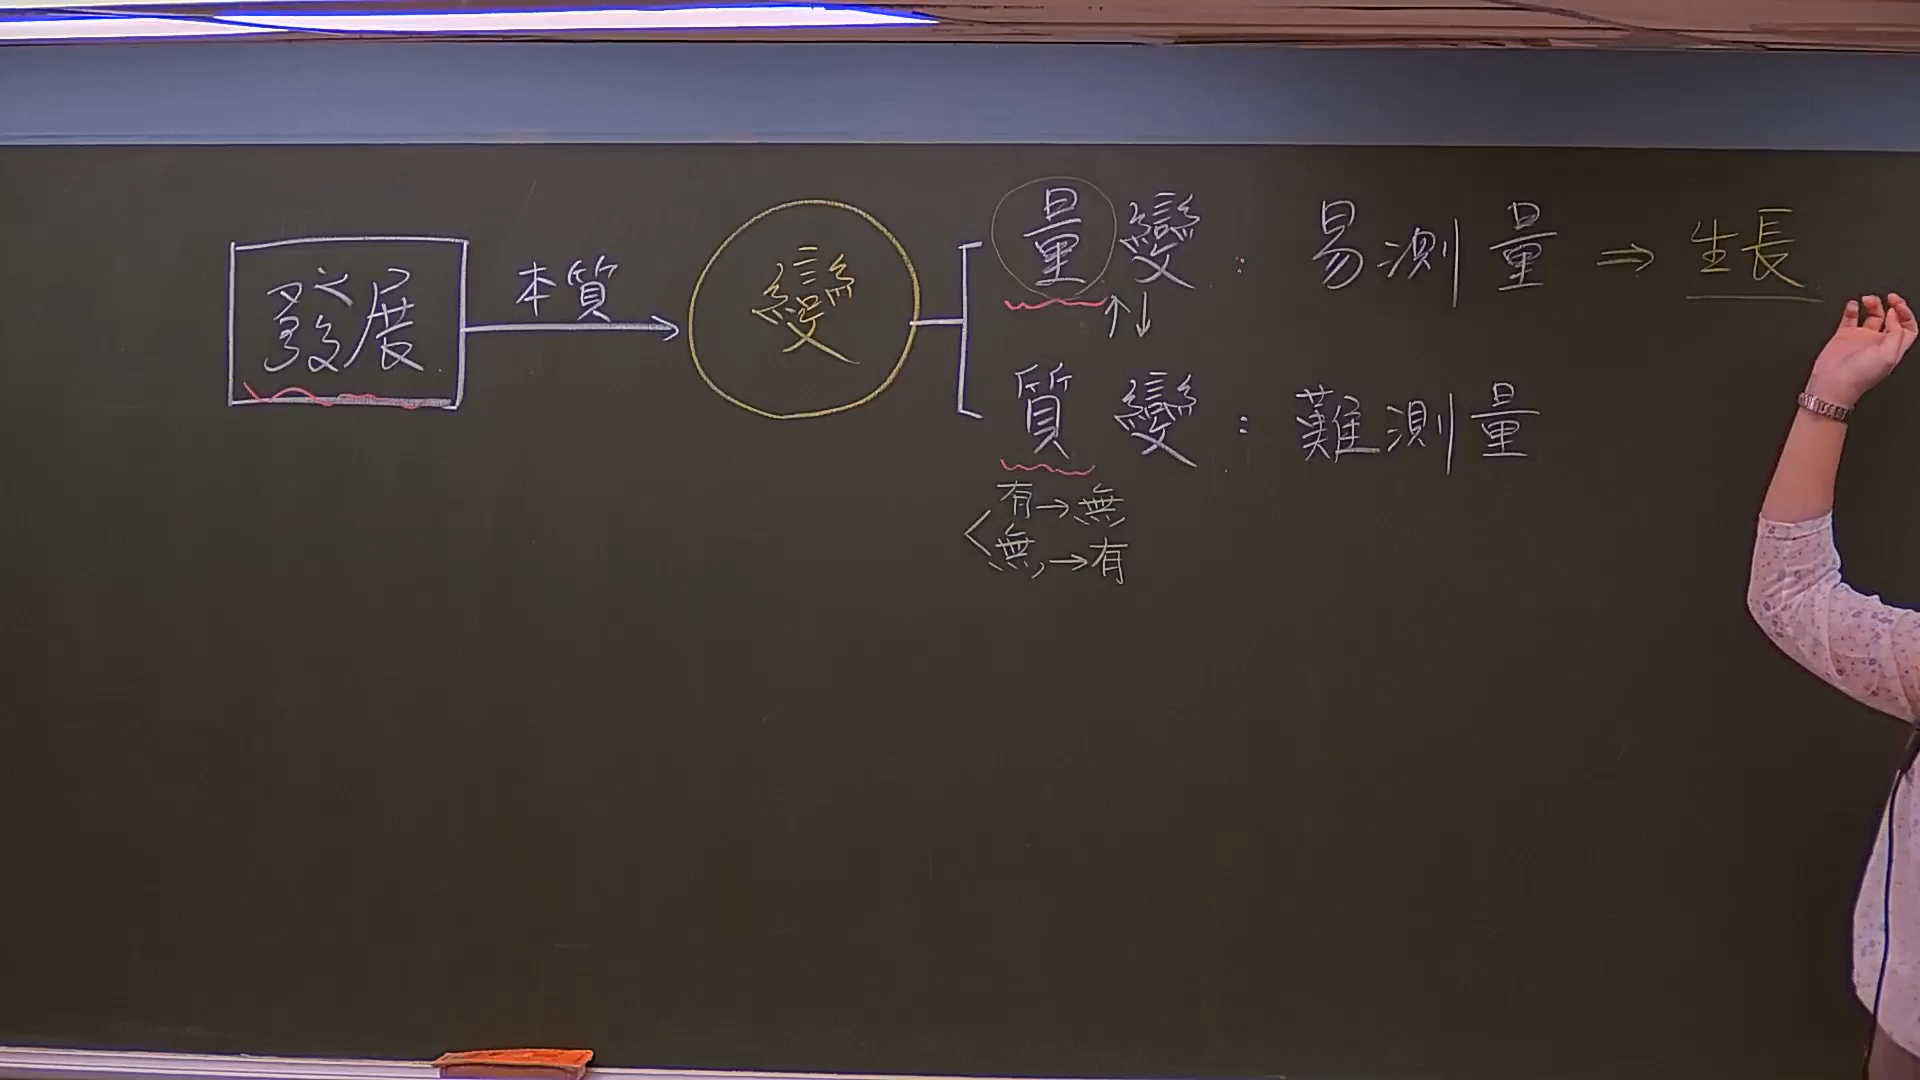 發展 本質→ 變
量變：易測量 ⇒ 生長
↑↓
質變：難測量
有→無
無→有